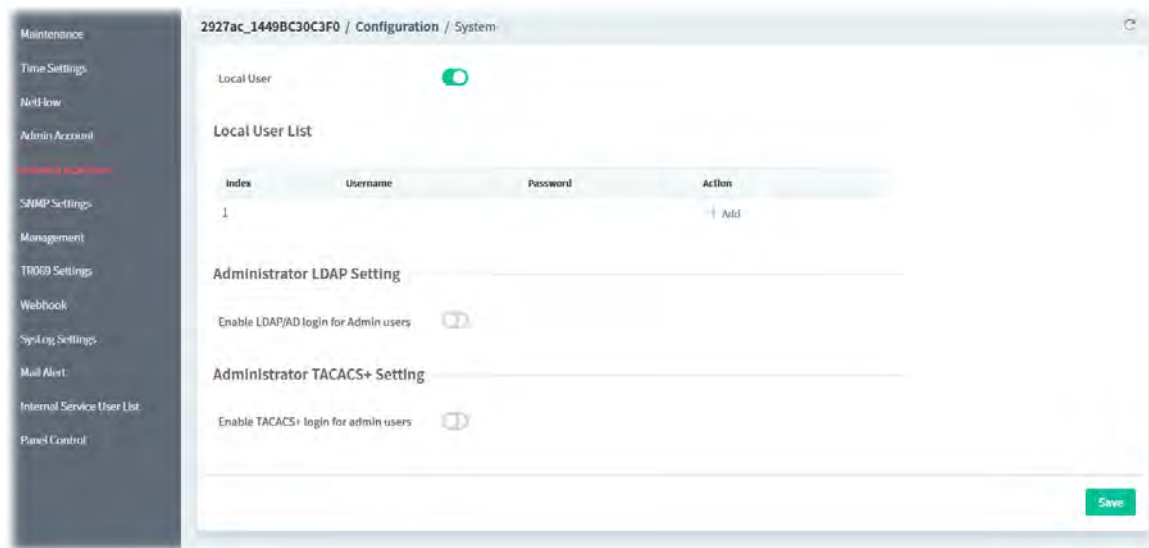 Maintenance
Time Settings
NetFlow
Admin Account
SNMP Settings
Management
TR069 Settings
Webhook
SysLog Settings
Mail Alert
Internal Service User List
Panel Control
2927ac_1449BC30C3F0 / Configuration / System
Local User
Local User List
Index Username Password Action
1 + Add
Administrator LDAP Setting
Enable LDAP/AD login for Admin users
Administrator TACACS+ Setting
Enable TACACS+ login for admin users
Save